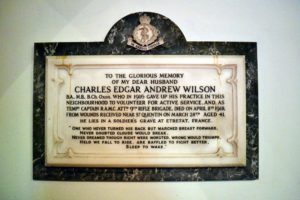 TO THE GLORIOUS MEMORY
OF MY DEAR HUSBAND
CHARLES EDGAR ANDREW WILSON
B.A., M.B., B.Ch. Oxon. WHO IN 1916 GAVE UP HIS PRACTICE IN THIS
NEIGHBOURHOOD TO VOLUNTEER FOR ACTIVE SERVICE, AND, AS
TEMPY CAPTAIN R.A.M.C. ATTD 9TH RIFLE BRIGADE, DIED ON APRIL 8TH 1918,
FROM WOUNDS RECEIVED NEAR ST QUENTIN ON MARCH 28TH AGED 41.
HE LIES IN A SOLDIER'S GRAVE AT ETRETAT, FRANCE.
"ONE WHO NEVER TURNED HIS BACK, BUT MARCHED BREAST FORWARD,
NEVER DOUBTED CLOUDS WOULD BREAK,
NEVER DREAMED THOUGH RIGHT WERE WORSTED, WRONG WOULD TRIUMPH,
HELD WE FALL TO RISE, ARE BAFFLED TO FIGHT BETTER,
SLEEP TO WAKE."